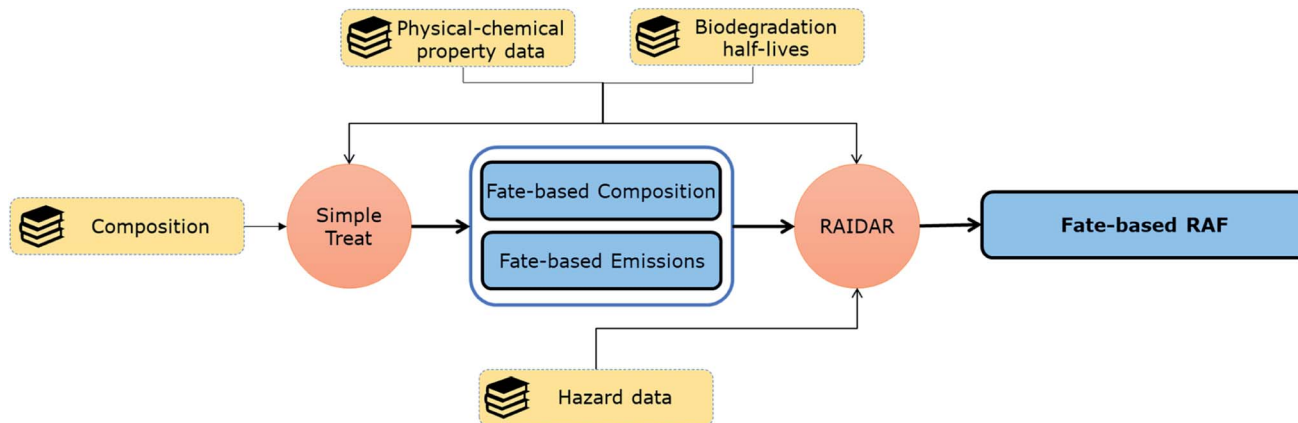 Physical-chemical
property data
Biodegradation
half-lives
Composition
Simple
Treat
Fate-based Composition
Fate-based Emissions
RAIDAR
Fate-based RAF
Hazard data